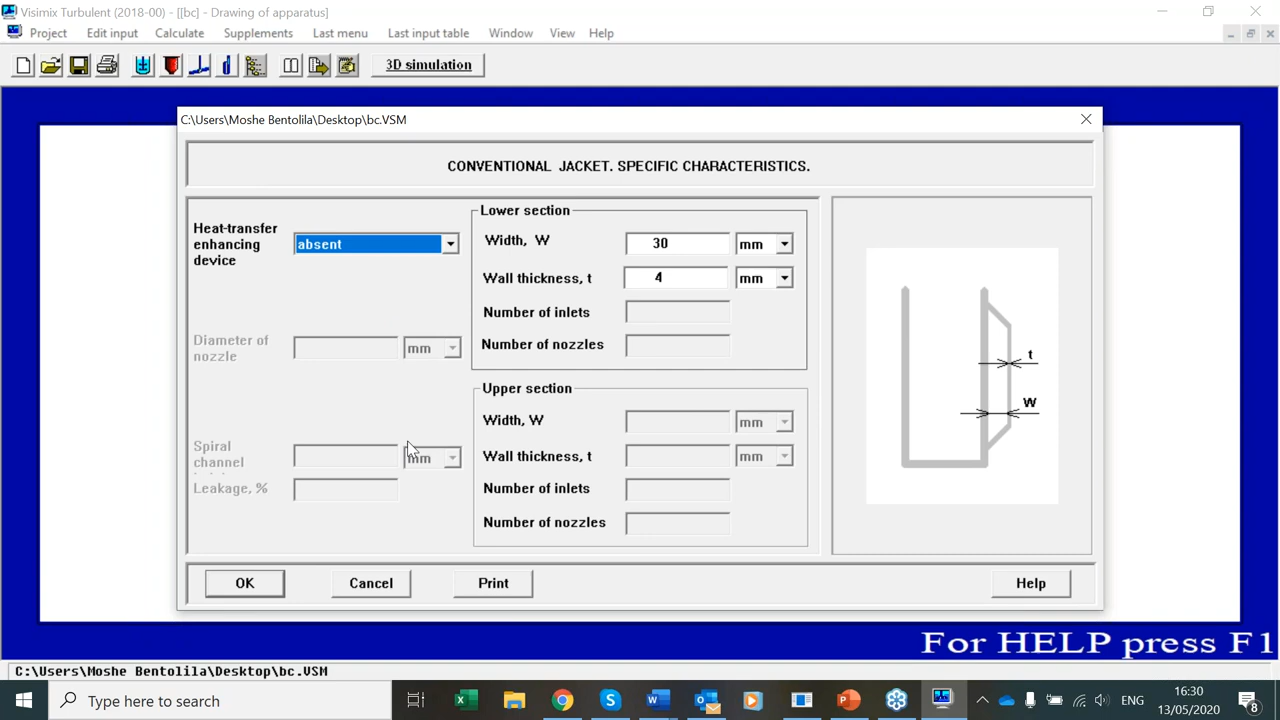 Visimix Turbulent (2018-00) - [[bc] - Drawing of apparatus]
Project Edit input Calculate Supplements Last menu Last input table Window View Help
3D simulation
C:\Users\Moshe Bentolila\Desktop\bc.VSM
CONVENTIONAL JACKET. SPECIFIC CHARACTERISTICS.
Heat-transfer
enhancing
device
absent
Diameter of
nozzle
mm
Spiral
channel
mm
Leakage, %
Lower section
Width, W 30 mm
Wall thickness, t 4 mm
Number of inlets
Number of nozzles
Upper section
Width, W mm
Wall thickness, t mm
Number of inlets
Number of nozzles
t
W
OK Cancel Print Help
For HELP press F1
C:\Users\Moshe Bentolila\Desktop\bc.VSM
Type here to search
ENG
16:30
13/05/2020
8